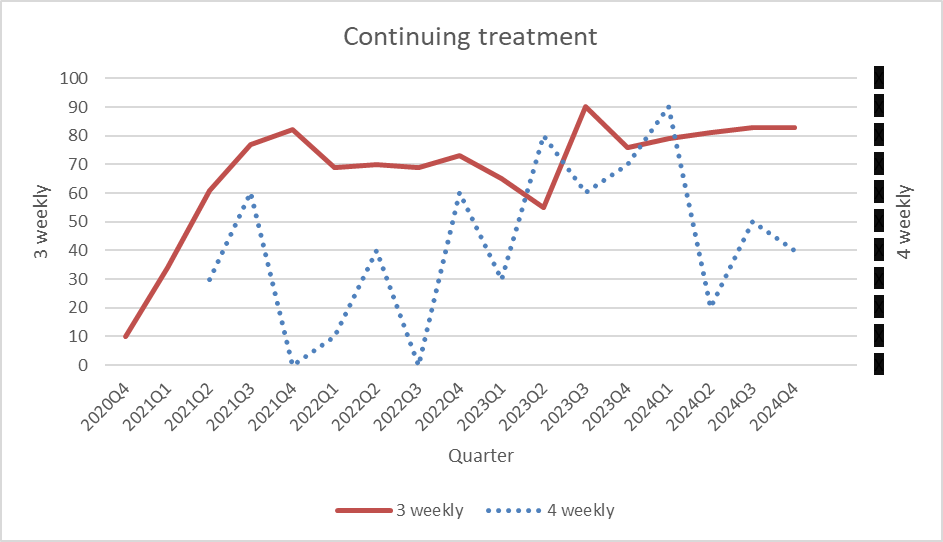 Continuing treatment
100
90
80
70
60
50
40
30
20
10
0
3 weekly
4 weekly
2020Q4
2021Q1
2021Q2
2021Q3
2021Q4
2022Q1
2022Q2
2022Q3
2022Q4
2023Q1
2023Q2
2023Q3
2023Q4
2024Q1
2024Q2
2024Q3
2024Q4
Quarter
3 weekly
4 weekly